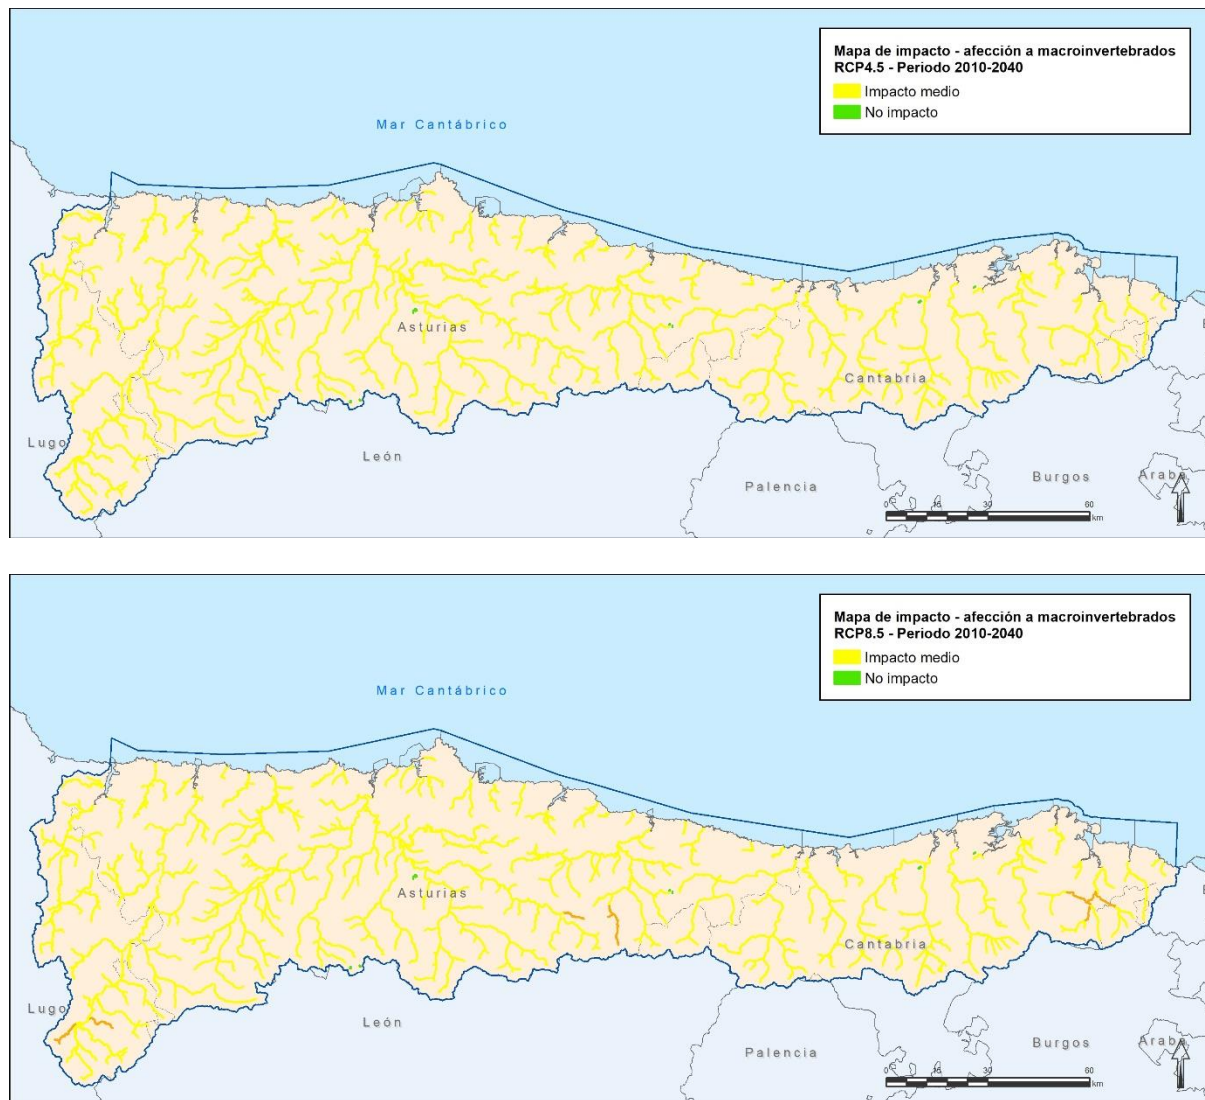 Mapa de impacto - afección a macroinvertebrados
RCP4.5 - Periodo 2010-2040
Impacto medio
No impacto
Mar Cantábrico
Asturias
Cantabria
Lugo
León
Palencia
Burgos
Araba
0 15 30 60
km
Mapa de impacto - afección a macroinvertebrados
RCP8.5 - Periodo 2010-2040
Impacto medio
No impacto
Mar Cantábrico
Asturias
Cantabria
Lugo
León
Palencia
Burgos
Araba
0 15 30 60
km